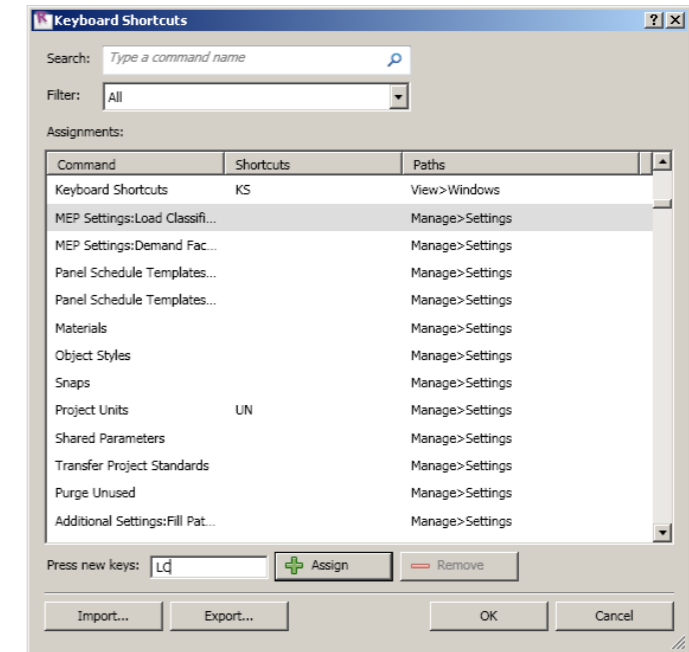 Keyboard Shortcuts
Search: Type a command name
Filter: All
Assignments:
Command Shortcuts Paths
Keyboard Shortcuts KS View>Windows
MEP Settings:Load Classifi... Manage>Settings
MEP Settings:Demand Fac... Manage>Settings
Panel Schedule Templates... Manage>Settings
Panel Schedule Templates... Manage>Settings
Materials Manage>Settings
Object Styles Manage>Settings
Snaps Manage>Settings
Project Units UN Manage>Settings
Shared Parameters Manage>Settings
Transfer Project Standards Manage>Settings
Purge Unused Manage>Settings
Additional Settings:Fill Pat... Manage>Settings
Press new keys: LC Assign Remove
Import... Export... OK Cancel